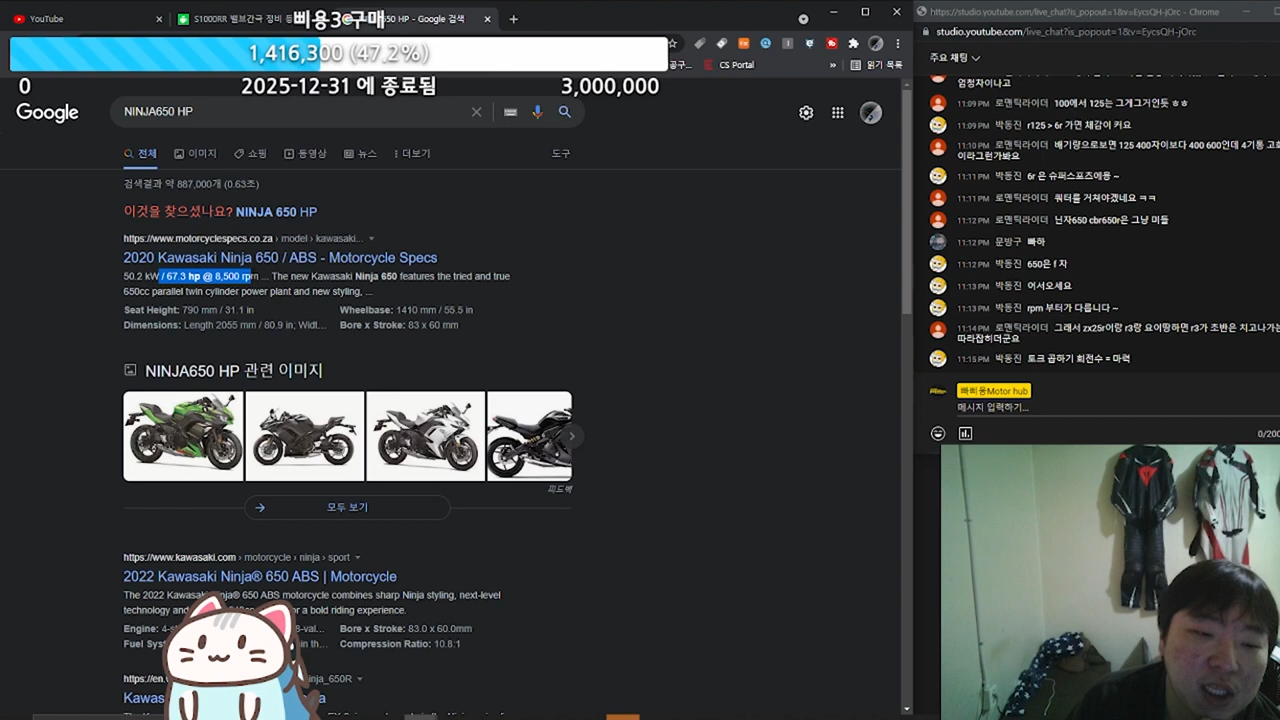 YouTube
S1000RR 밸브간극 정비
삐용3구매
HP - Google 검색
1,416,300 (47.2%)
0
2025-12-31 에 종료됨
3,000,000
CS Portal
읽기 목록
Google
NINJA650 HP
전체
이미지
쇼핑
동영상
뉴스
더보기
도구
검색결과 약 887,000개 (0.63초)
이것을 찾으셨나요? NINJA 650 HP
https://www.motorcyclespecs.co.za › model › kawasaki...
2020 Kawasaki Ninja 650 / ABS - Motorcycle Specs
50.2 kW / 67.3 hp @ 8,500 rpm ... The new Kawasaki Ninja 650 features the tried and true
650cc parallel twin cylinder power plant and new styling, ...
Seat Height: 790 mm / 31.1 in
Wheelbase: 1410 mm / 55.5 in
Dimensions: Length 2055 mm / 80.9 in; Widt...
Bore x Stroke: 83 x 60 mm
NINJA650 HP 관련 이미지
피드백
모두 보기
https://www.kawasaki.com › motorcycle › ninja › sport
2022 Kawasaki Ninja® 650 ABS | Motorcycle
The 2022 Kawasaki Ninja® 650 ABS motorcycle combines sharp Ninja styling, next-level
technology and
or a bold riding experience.
Engine: 4-
8-val...
Bore x Stroke: 83.0 x 60.0mm
Fuel Sys
in th...
Compression Ratio: 10.8:1
https://en.
inja_650R
Kawas
https://studio.youtube.com/live_chat?is_popout=1&v=EycsQH-jOrc - Chrome
studio.youtube.com/live_chat?is_popout=1&v=EycsQH-jOrc
주요 채팅
엄청차이나고
11:09 PM 로맨틱라이더 100에서 125는 그게그거인듯 ㅎㅎ
11:09 PM 박동진 r125 > 6r 가면 체감이 커요
11:10 PM 로맨틱라이더 배기량으로보면 125 400차이보다 400 600인데 4기통 고회
이라그런가봐요
11:11 PM 박동진 6r 은 슈퍼스포츠에용 ~
11:11 PM 로맨틱라이더 쿼터를 거쳐야겠네요 ㅋㅋ
11:12 PM 로맨틱라이더 닌자650 cbr650r은 그냥 미들
11:12 PM 문방구 빠하
11:12 PM 박동진 650은 f 차
11:13 PM 박동진 어서오세요
11:13 PM 박동진 rpm 부터가 다릅니다 ~
11:14 PM 로맨틱라이더 그래서 zx25r이랑 r3랑 요이땅하면 r3가 초반은 치고나가는
따라잡히더군요
11:15 PM 박동진 토크 곱하기 회전수 = 마력
빠삐용Motor hub
메시지 입력하기...
0/200